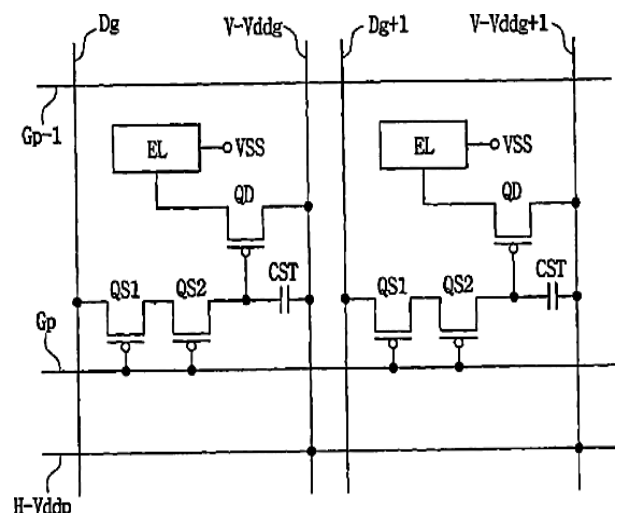 Dg V-Vddg Dg+1 V-Vddg+1
Gp-1
EL VSS EL VSS
QD QD
CST CST
QS1 QS2 QS1 QS2
Gp
H-Vddp